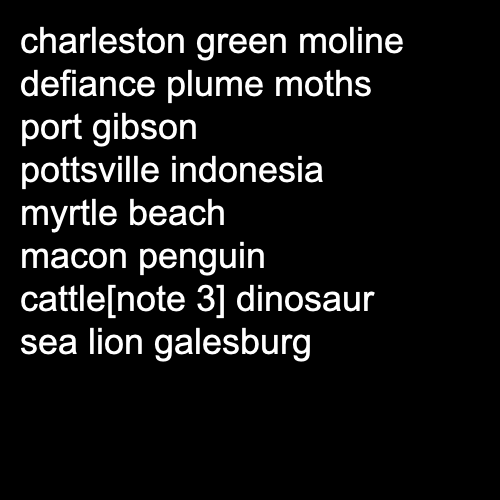 charleston green moline
defiance plume moths
port gibson
pottsville indonesia
myrtle beach
macon penguin
cattle[note 3] dinosaur
sea lion galesburg